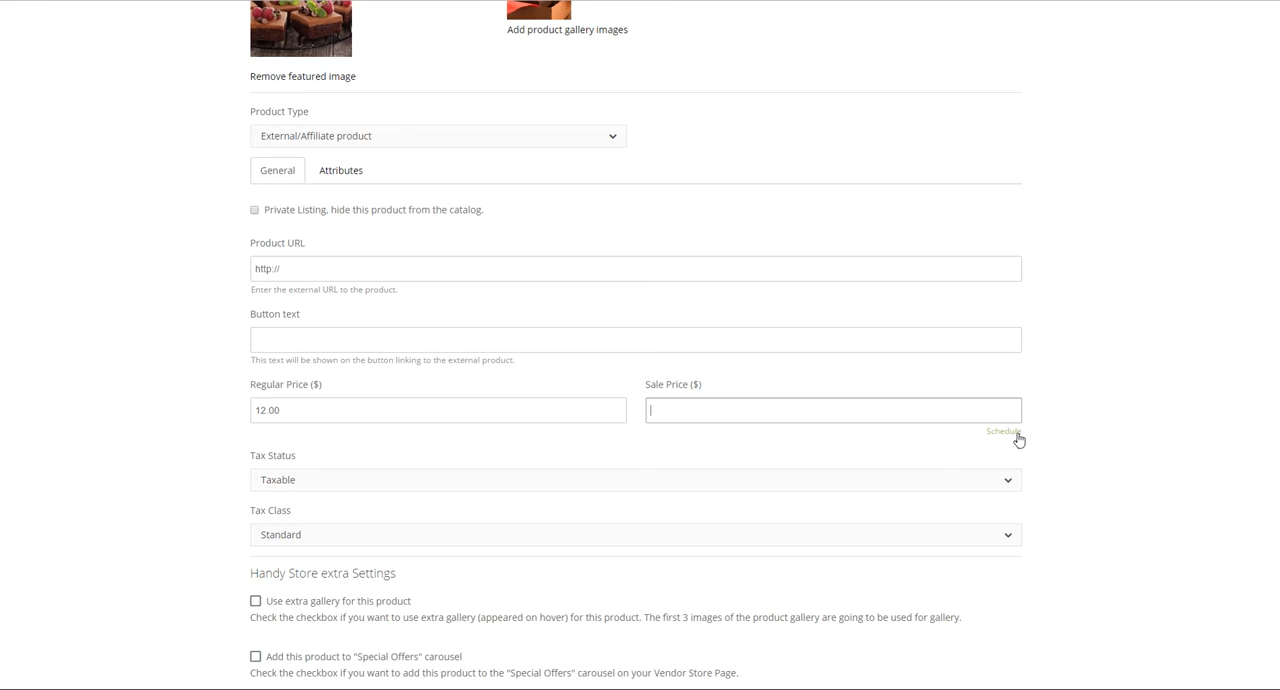 Add product gallery images
Remove featured image
Product Type
External/Affiliate product
General Attributes
Private Listing, hide this product from the catalog.
Product URL
http://
Enter the external URL to the product.
Button text
This text will be shown on the button linking to the external product.
Regular Price ($) Sale Price ($)
12.00
Schedule
Tax Status
Taxable
Tax Class
Standard
Handy Store extra Settings
Use extra gallery for this product
Check the checkbox if you want to use extra gallery (appeared on hover) for this product. The first 3 images of the product gallery are going to be used for gallery.
Add this product to "Special Offers" carousel
Check the checkbox if you want to add this product to the "Special Offers" carousel on your Vendor Store Page.